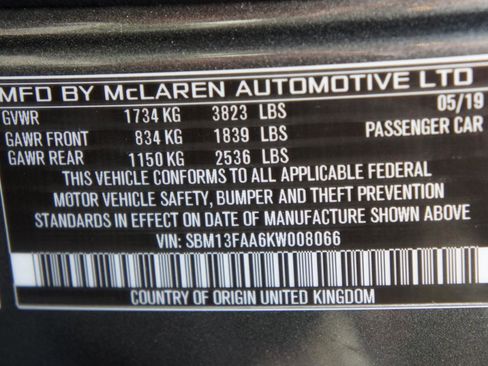 MFD BY McLAREN AUTOMOTIVE LTD
GVWR 1734 KG 3823 LBS 05/19
GAWR FRONT 834 KG 1839 LBS PASSENGER CAR
GAWR REAR 1150 KG 2536 LBS
THIS VEHICLE CONFORMS TO ALL APPLICABLE FEDERAL
MOTOR VEHICLE SAFETY, BUMPER AND THEFT PREVENTION
STANDARDS IN EFFECT ON DATE OF MANUFACTURE SHOWN ABOVE
VIN: SBM13FAA6KW008066
COUNTRY OF ORIGIN UNITED KINGDOM